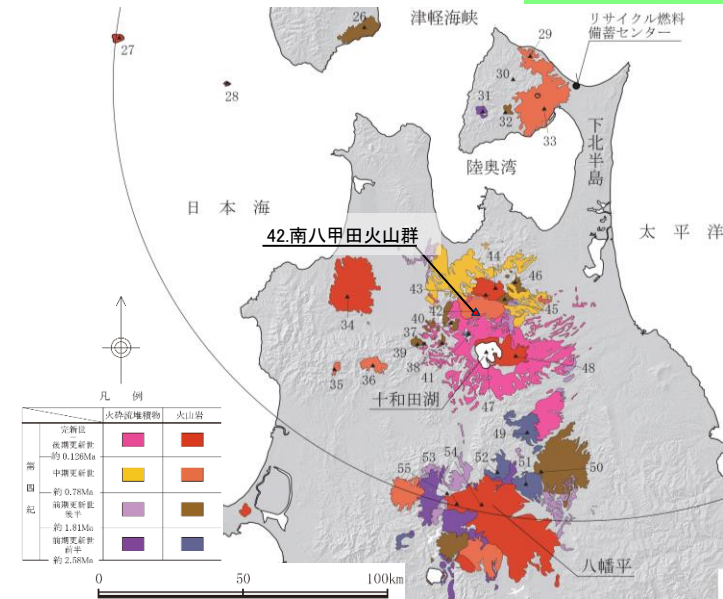 津軽海峡
リサイクル燃料
備蓄センター
26
27
28
29
30
31
32
33
陸奥湾
下北半島
日本海
太平洋
42.南八甲田火山群
34
35
36
37
38
39
40
41
42
43
44
45
46
47
48
十和田湖
49
50
51
52
53
54
55
八幡平
凡例
火砕流堆積物 火山岩
第四紀
完新世
後期更新世
約 0.126Ma
中期更新世
約 0.78Ma
前期更新世
後半
約 1.81Ma
前期更新世
前半
約 2.58Ma
0 50 100km